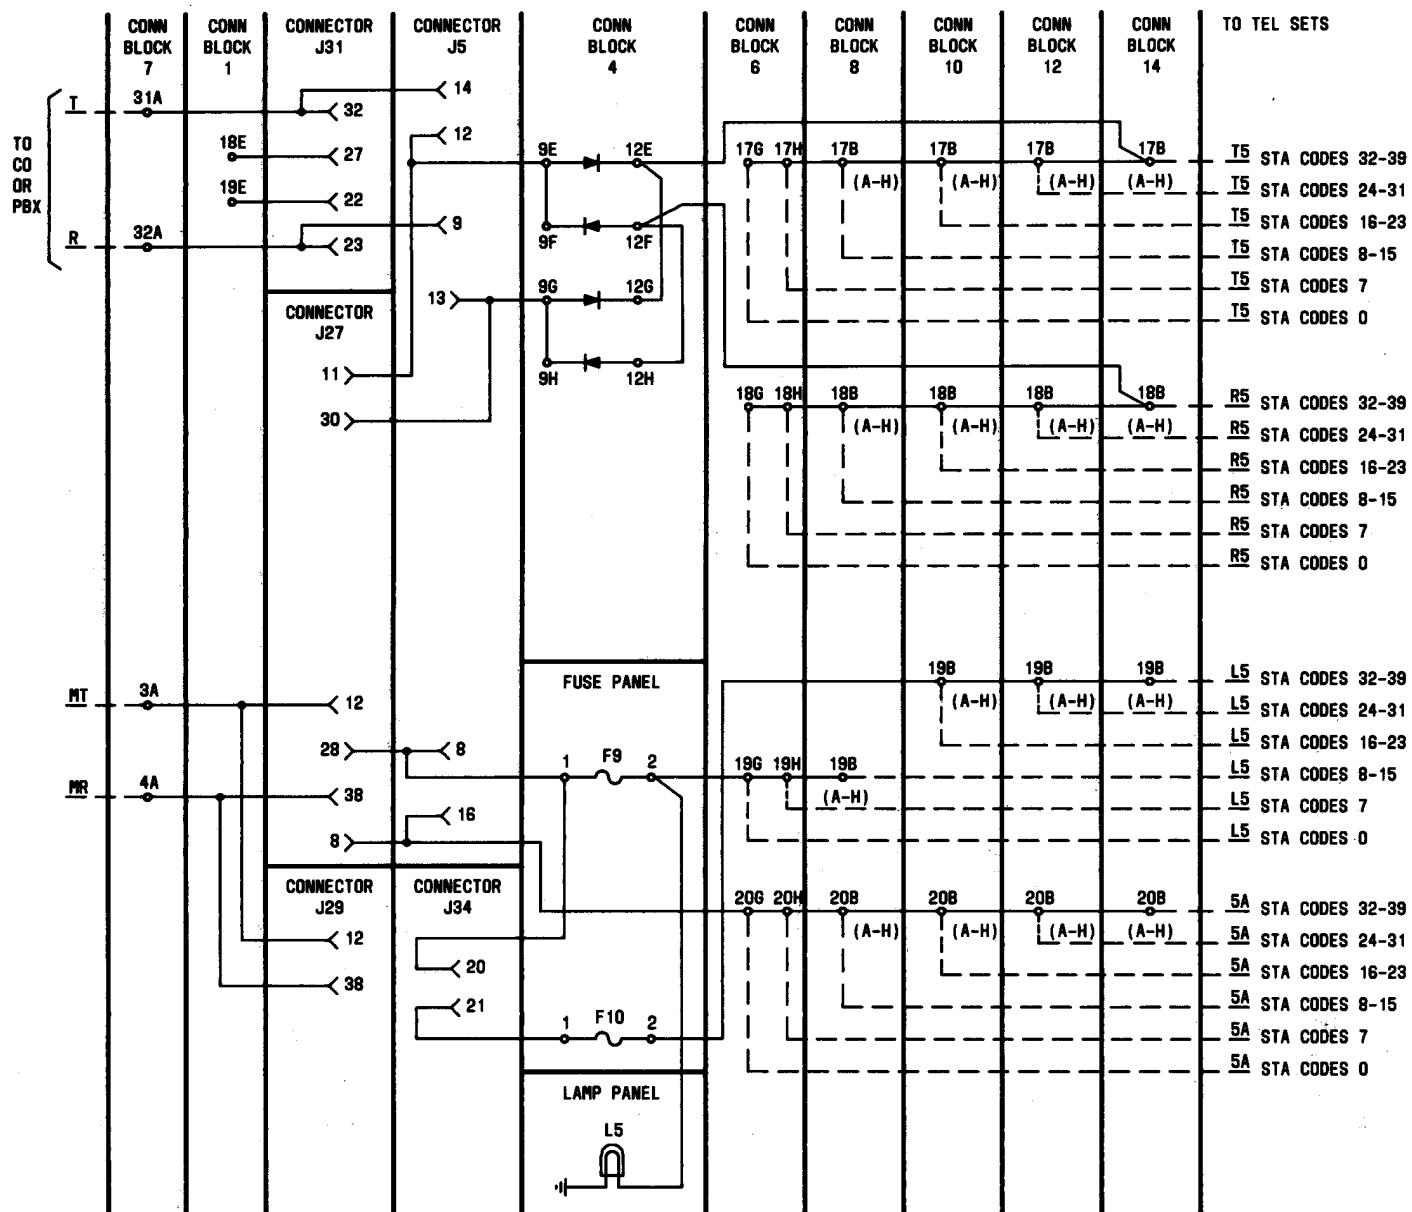 CONN BLOCK 7
CONN BLOCK 1
CONNECTOR J31
CONNECTOR J5
CONN BLOCK 4
CONN BLOCK 6
CONN BLOCK 8
CONN BLOCK 10
CONN BLOCK 12
CONN BLOCK 14
TO TEL SETS
TO CO OR PBX
T
31A
32
14
18E
27
12
19E
22
R
32A
23
9
9E
12E
9F
12F
13
9G
12G
9H
12H
CONNECTOR J27
11
30
17G 17H 17B 17B 17B 17B
(A-H) (A-H) (A-H) (A-H)
T5 STA CODES 32-39
T5 STA CODES 24-31
T5 STA CODES 16-23
T5 STA CODES 8-15
T5 STA CODES 7
T5 STA CODES 0
18G 18H 18B 18B 18B 18B
(A-H) (A-H) (A-H) (A-H)
R5 STA CODES 32-39
R5 STA CODES 24-31
R5 STA CODES 16-23
R5 STA CODES 8-15
R5 STA CODES 7
R5 STA CODES 0
MT
3A
12
28
8
MR
4A
38
16
8
FUSE PANEL
1 F9 2
19B 19B 19B
(A-H) (A-H) (A-H)
19G 19H 19B
(A-H)
L5 STA CODES 32-39
L5 STA CODES 24-31
L5 STA CODES 16-23
L5 STA CODES 8-15
L5 STA CODES 7
L5 STA CODES 0
CONNECTOR J29
12
38
CONNECTOR J34
20
21
1 F10 2
20G 20H 20B 20B 20B 20B
(A-H) (A-H) (A-H) (A-H)
5A STA CODES 32-39
5A STA CODES 24-31
5A STA CODES 16-23
5A STA CODES 8-15
5A STA CODES 7
5A STA CODES 0
LAMP PANEL
L5